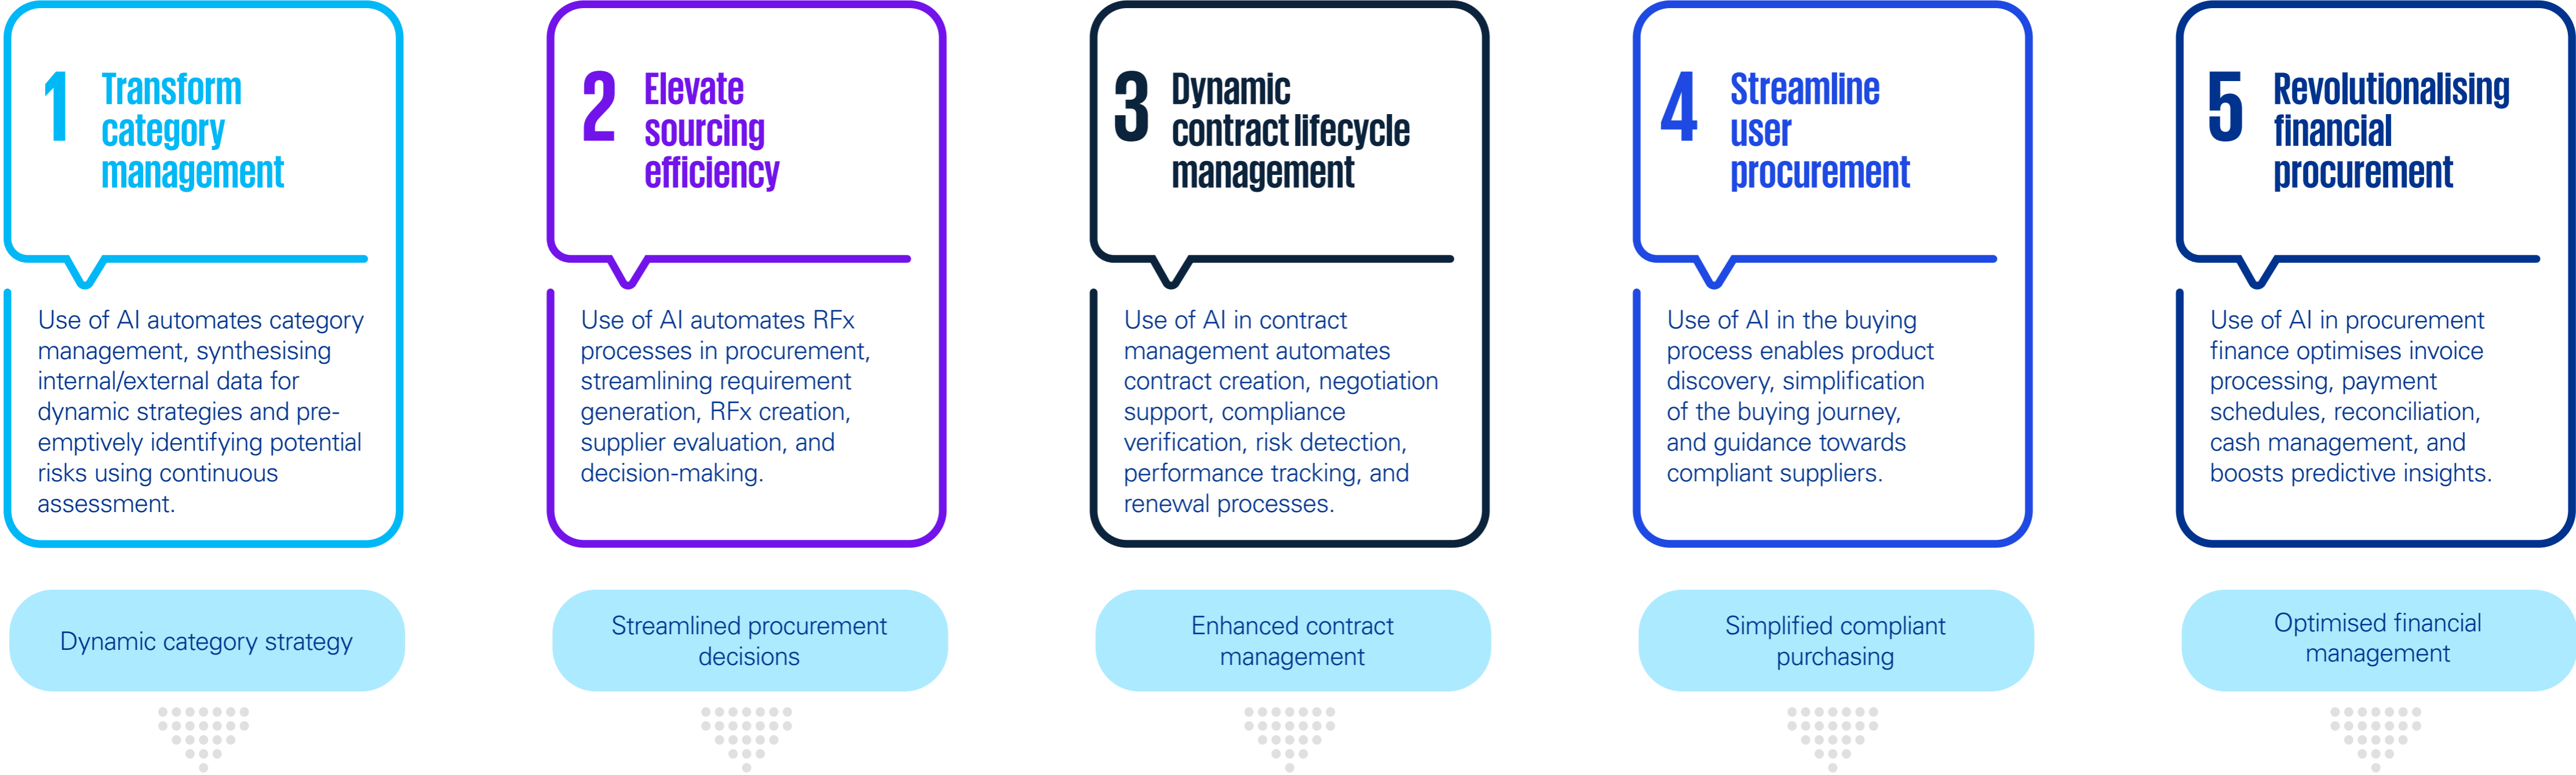 1
Transform
category
management
Use of AI automates category
management, synthesising
internal/external data for
dynamic strategies and pre-
emptively identifying potential
risks using continuous
assessment.
Dynamic category strategy
2
Elevate
sourcing
efficiency
Use of AI automates RFx
processes in procurement,
streamlining requirement
generation, RFx creation,
supplier evaluation, and
decision-making.
Streamlined procurement
decisions
3
Dynamic
contract lifecycle
management
Use of AI in contract
management automates
contract creation, negotiation
support, compliance
verification, risk detection,
performance tracking, and
renewal processes.
Enhanced contract
management
4
Streamline
user
procurement
Use of AI in the buying
process enables product
discovery, simplification
of the buying journey,
and guidance towards
compliant suppliers.
Simplified compliant
purchasing
5
Revolutionalising
financial
procurement
Use of AI in procurement
finance optimises invoice
processing, payment
schedules, reconciliation,
cash management, and
boosts predictive insights.
Optimised financial
management